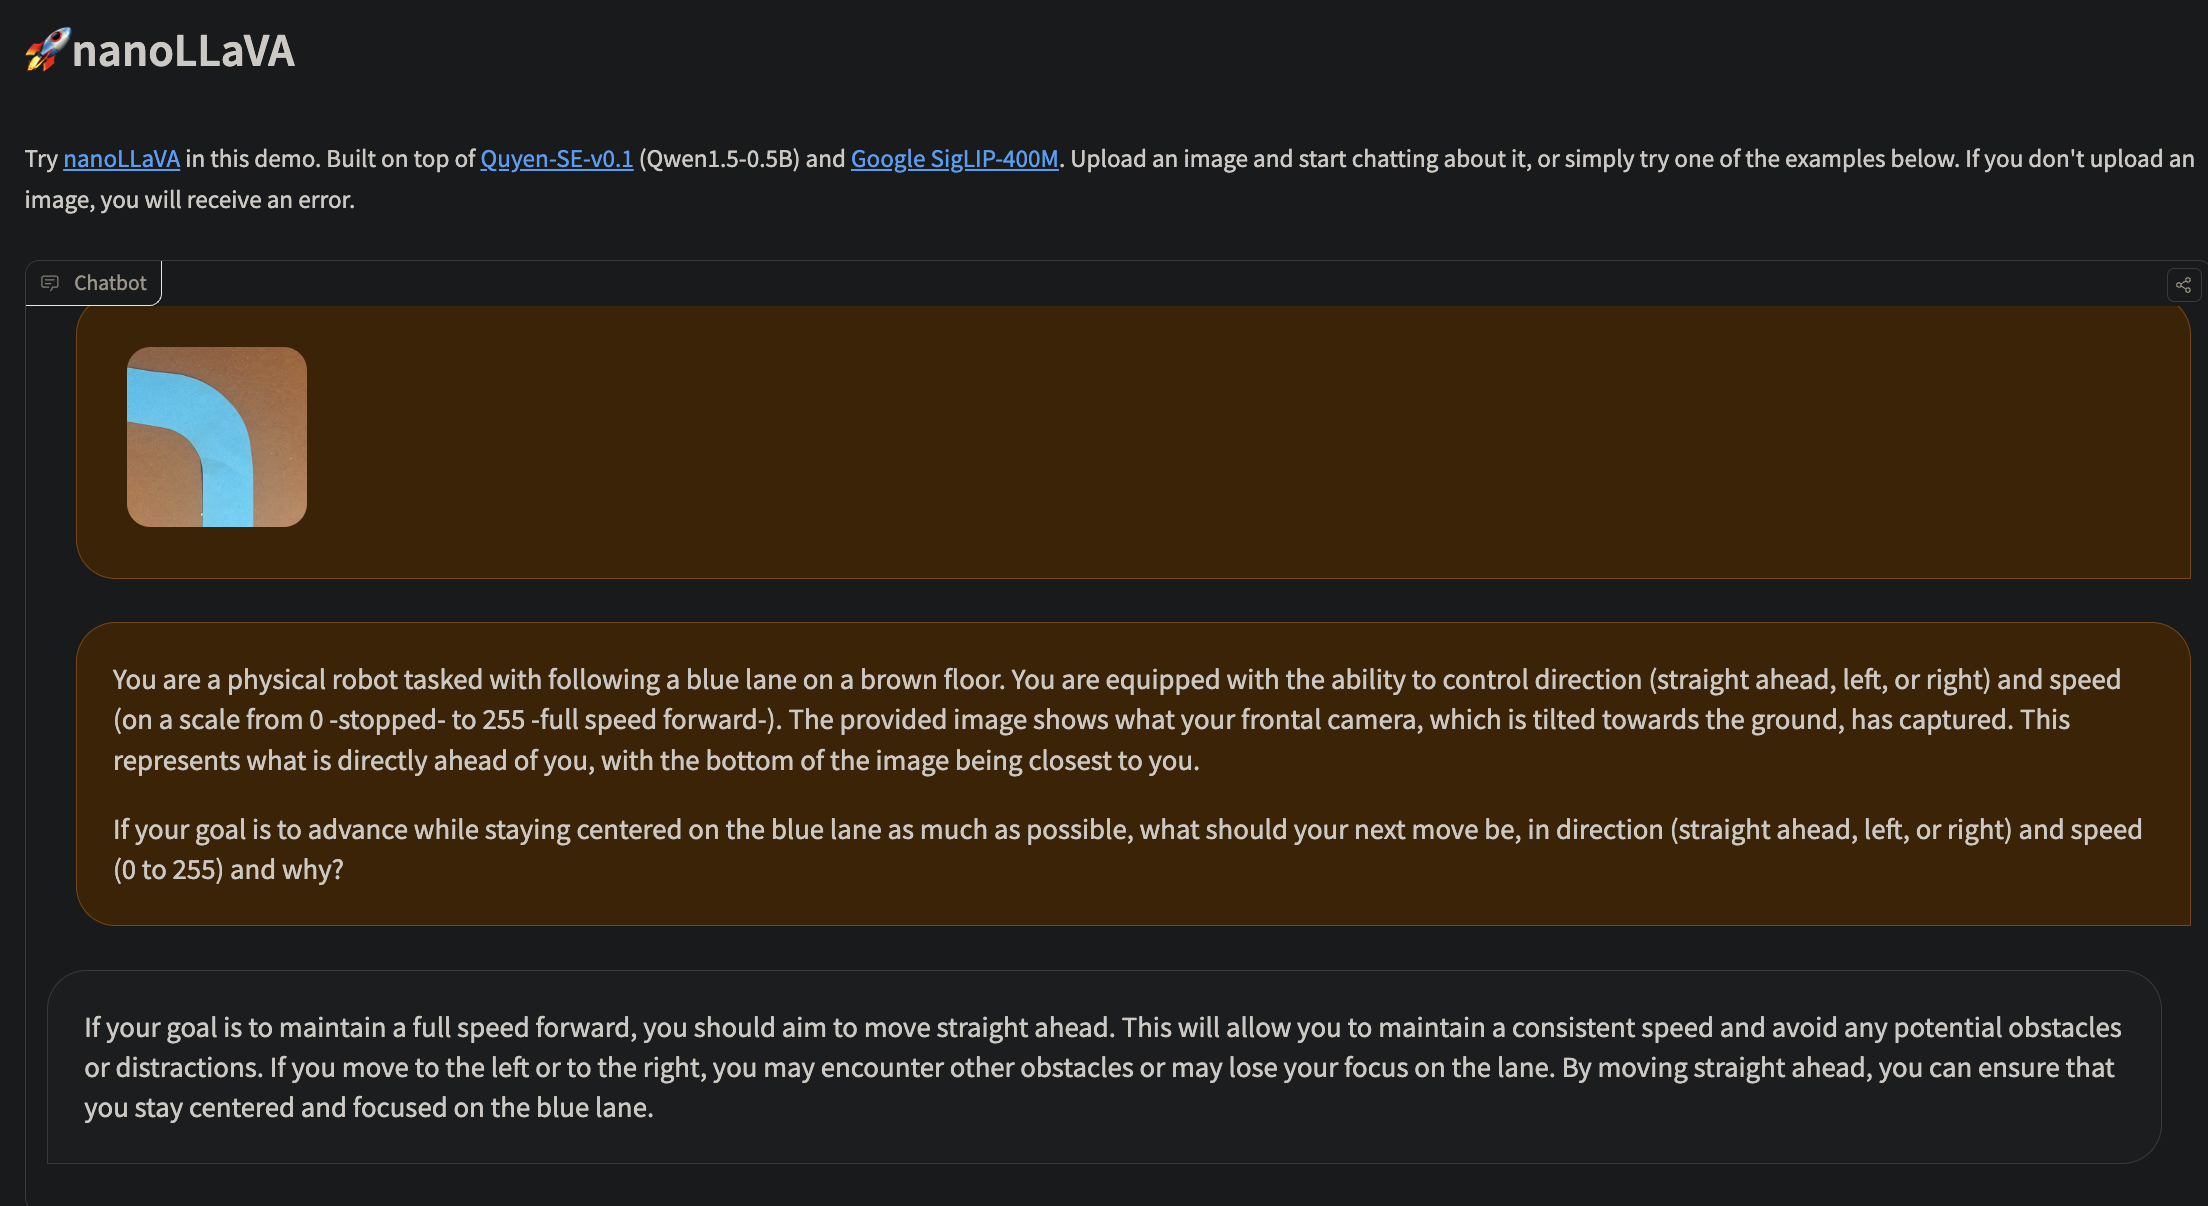 🚀nanoLLaVA
Try nanoLLaVA in this demo. Built on top of Quyen-SE-v0.1 (Qwen1.5-0.5B) and Google SigLIP-400M. Upload an image and start chatting about it, or simply try one of the examples below. If you don't upload an
image, you will receive an error.
Chatbot
You are a physical robot tasked with following a blue lane on a brown floor. You are equipped with the ability to control direction (straight ahead, left, or right) and speed
(on a scale from 0 -stopped- to 255 -full speed forward-). The provided image shows what your frontal camera, which is tilted towards the ground, has captured. This
represents what is directly ahead of you, with the bottom of the image being closest to you.
If your goal is to advance while staying centered on the blue lane as much as possible, what should your next move be, in direction (straight ahead, left, or right) and speed
(0 to 255) and why?
If your goal is to maintain a full speed forward, you should aim to move straight ahead. This will allow you to maintain a consistent speed and avoid any potential obstacles
or distractions. If you move to the left or to the right, you may encounter other obstacles or may lose your focus on the lane. By moving straight ahead, you can ensure that
you stay centered and focused on the blue lane.